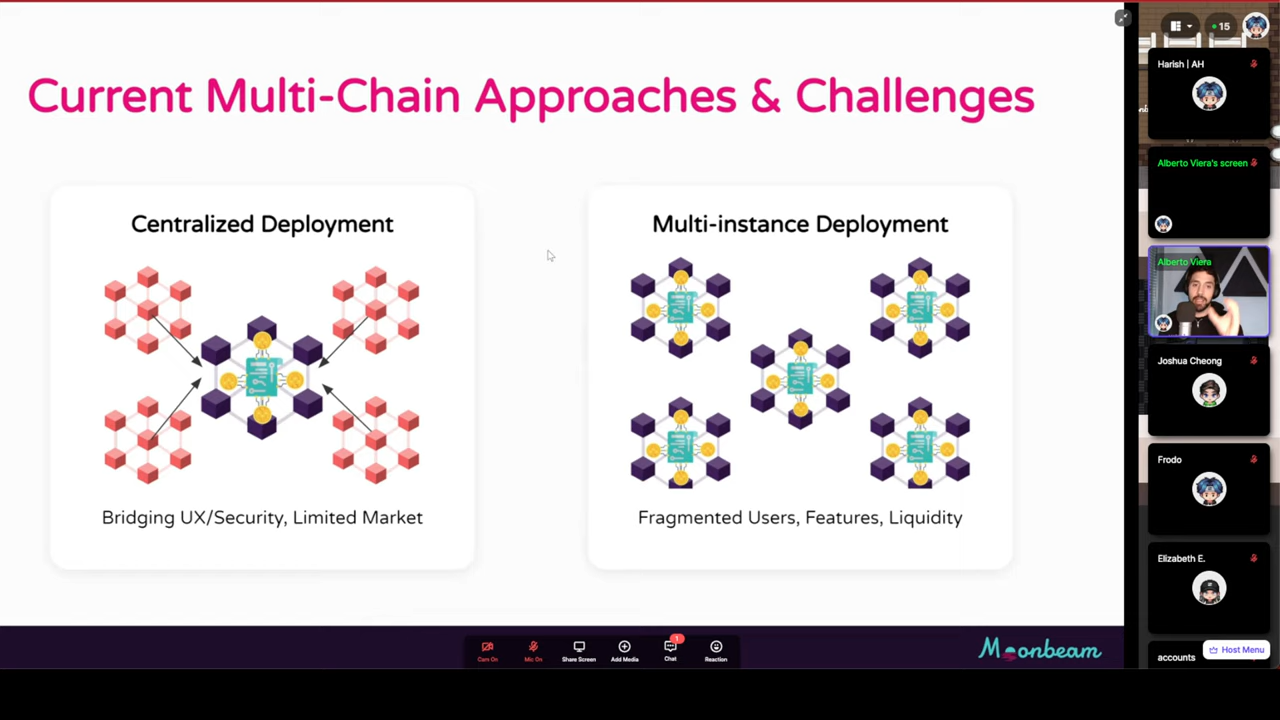 Current Multi-Chain Approaches & Challenges
Centralized Deployment
Bridging UX/Security, Limited Market
Multi-instance Deployment
Fragmented Users, Features, Liquidity
Moonbeam
Cam On
Mic On
Share Screen
Add Media
1
Chat
Reaction
15
Harish | AH
Alberto Viera's screen
Alberto Viera
Joshua Cheong
Frodo
Elizabeth E.
accounts
Host Menu